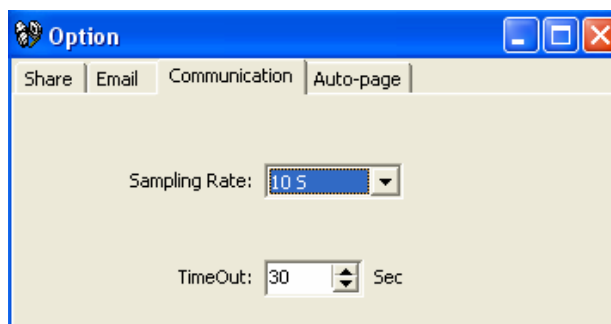 Option
Share Email Communication Auto-page
Sampling Rate: 10 S
TimeOut: 30 Sec